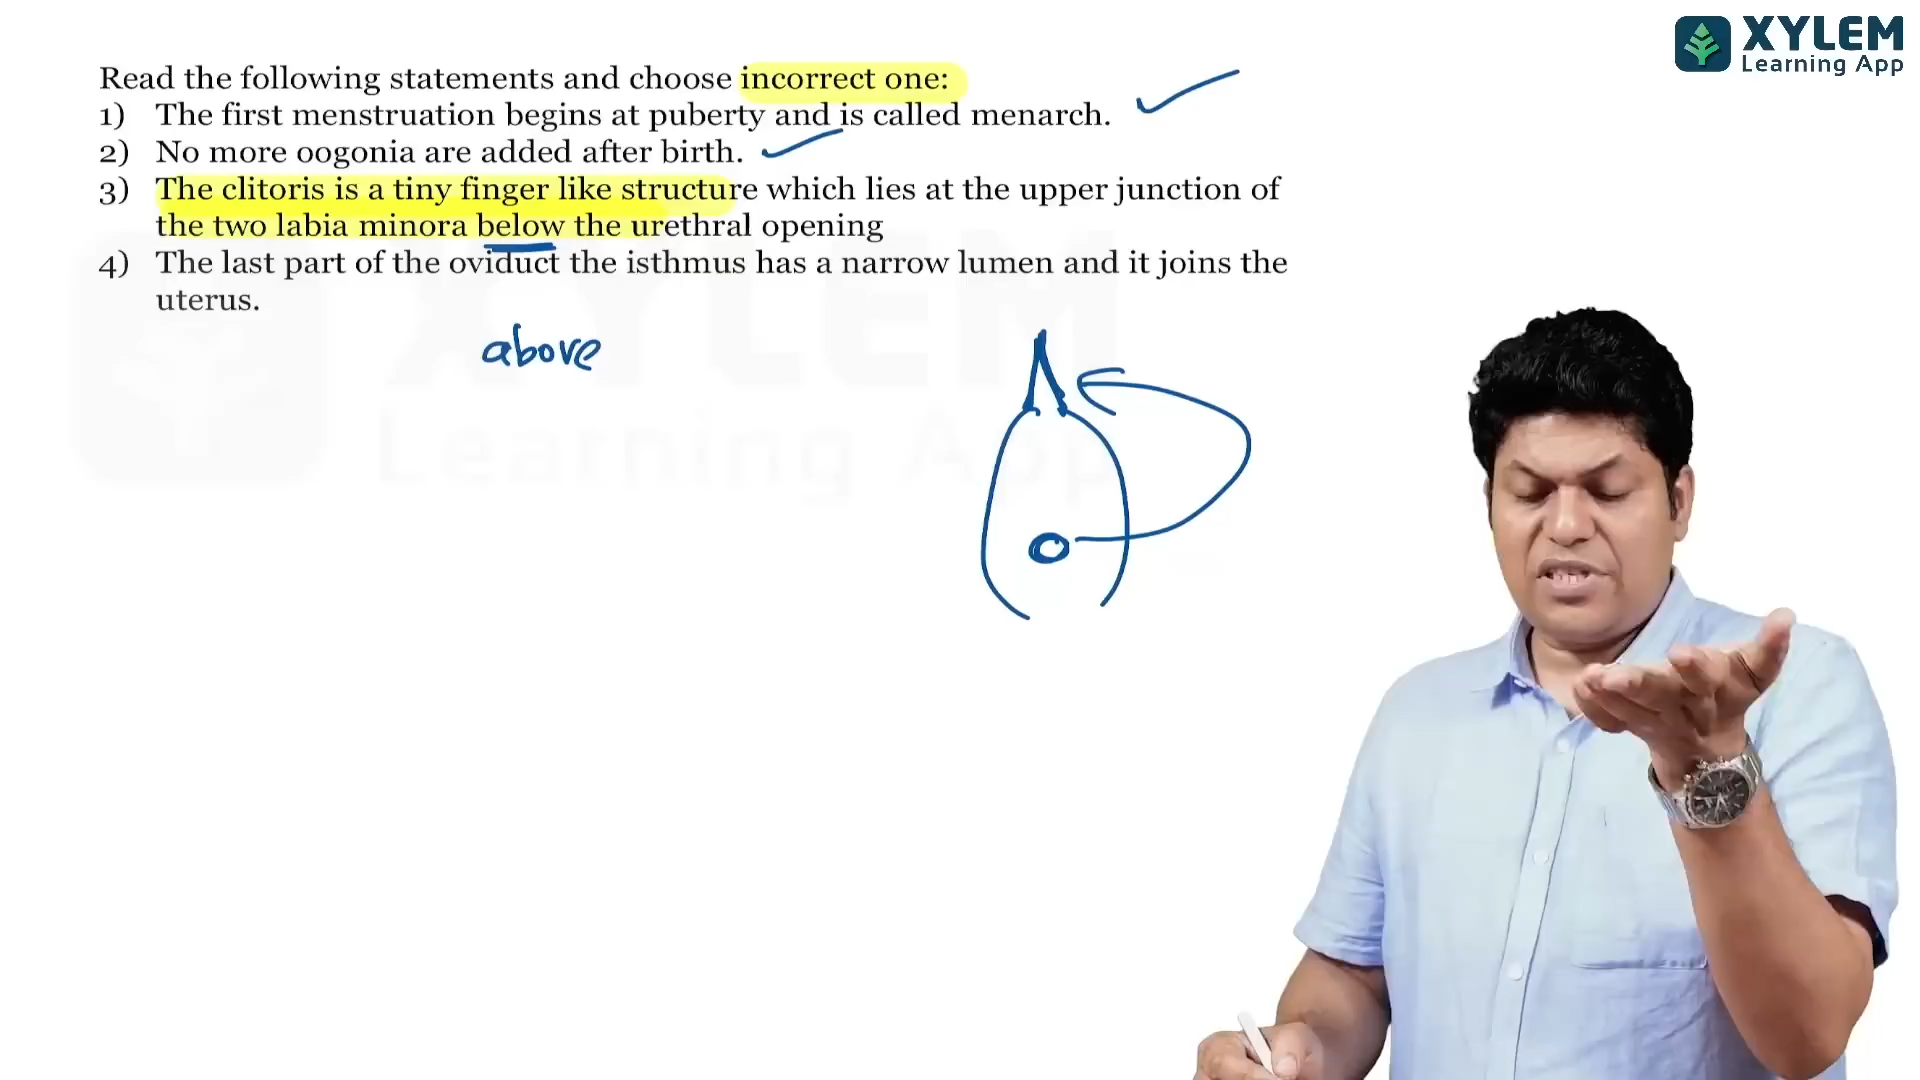 XYLEM
Learning App
Read the following statements and choose incorrect one:
1) The first menstruation begins at puberty and is called menarch.
2) No more oogonia are added after birth.
3) The clitoris is a tiny finger like structure which lies at the upper junction of
the two labia minora below the urethral opening
4) The last part of the oviduct the isthmus has a narrow lumen and it joins the
uterus.
above
XYLEM
Learning App